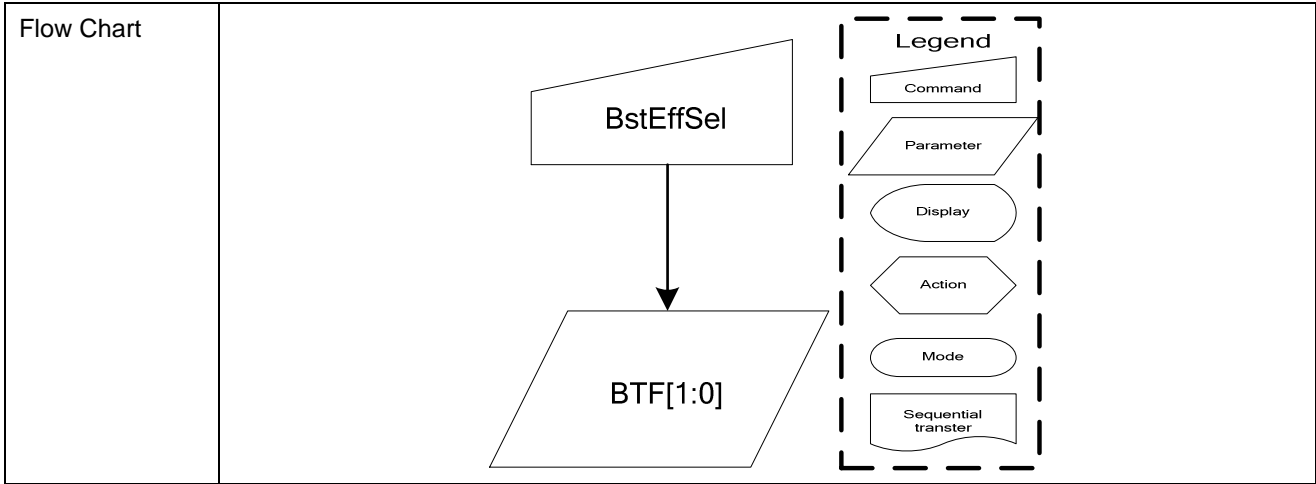 Flow Chart
BstEffSel
BTF[1:0]
Legend
Command
Parameter
Display
Action
Mode
Sequential
transter